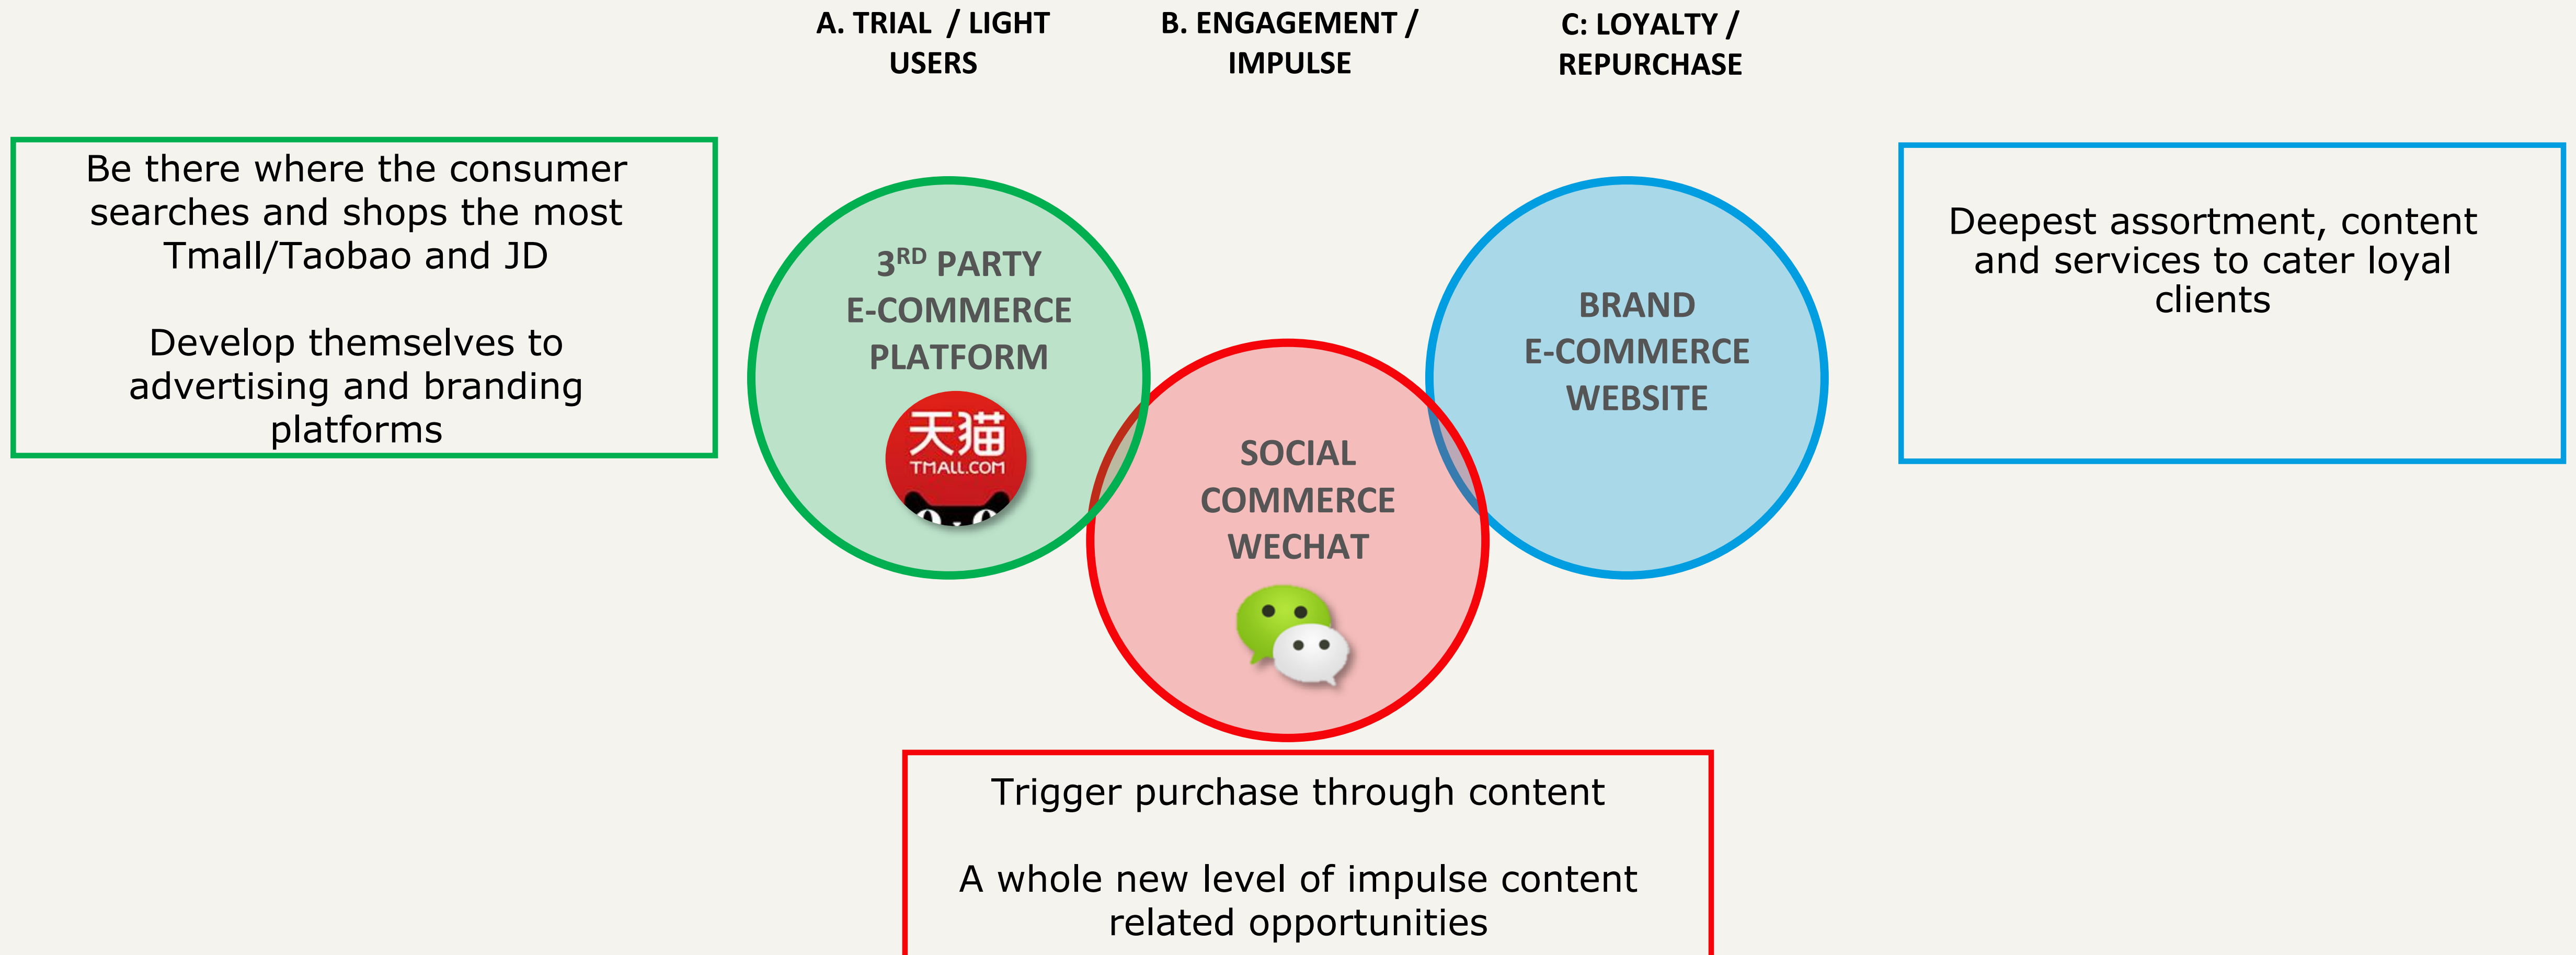 A. TRIAL / LIGHT
USERS
B. ENGAGEMENT /
IMPULSE
C: LOYALTY /
REPURCHASE
Be there where the consumer
searches and shops the most
Tmall/Taobao and JD
Develop themselves to
advertising and branding
platforms
3RD PARTY
E-COMMERCE
PLATFORM
天猫
TMALL.COM
SOCIAL
COMMERCE
WECHAT
BRAND
E-COMMERCE
WEBSITE
Deepest assortment, content
and services to cater loyal
clients
Trigger purchase through content
A whole new level of impulse content
related opportunities